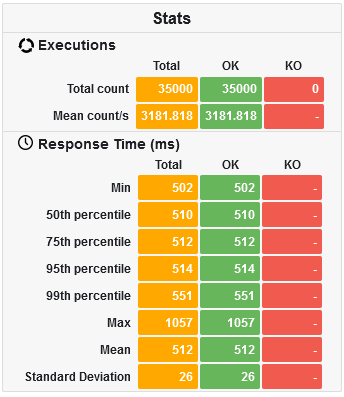 Stats
Executions
Total OK KO
Total count 35000 35000 0
Mean count/s 3181.818 3181.818 -
Response Time (ms)
Total OK KO
Min 502 502 -
50th percentile 510 510 -
75th percentile 512 512 -
95th percentile 514 514 -
99th percentile 551 551 -
Max 1057 1057 -
Mean 512 512 -
Standard Deviation 26 26 -